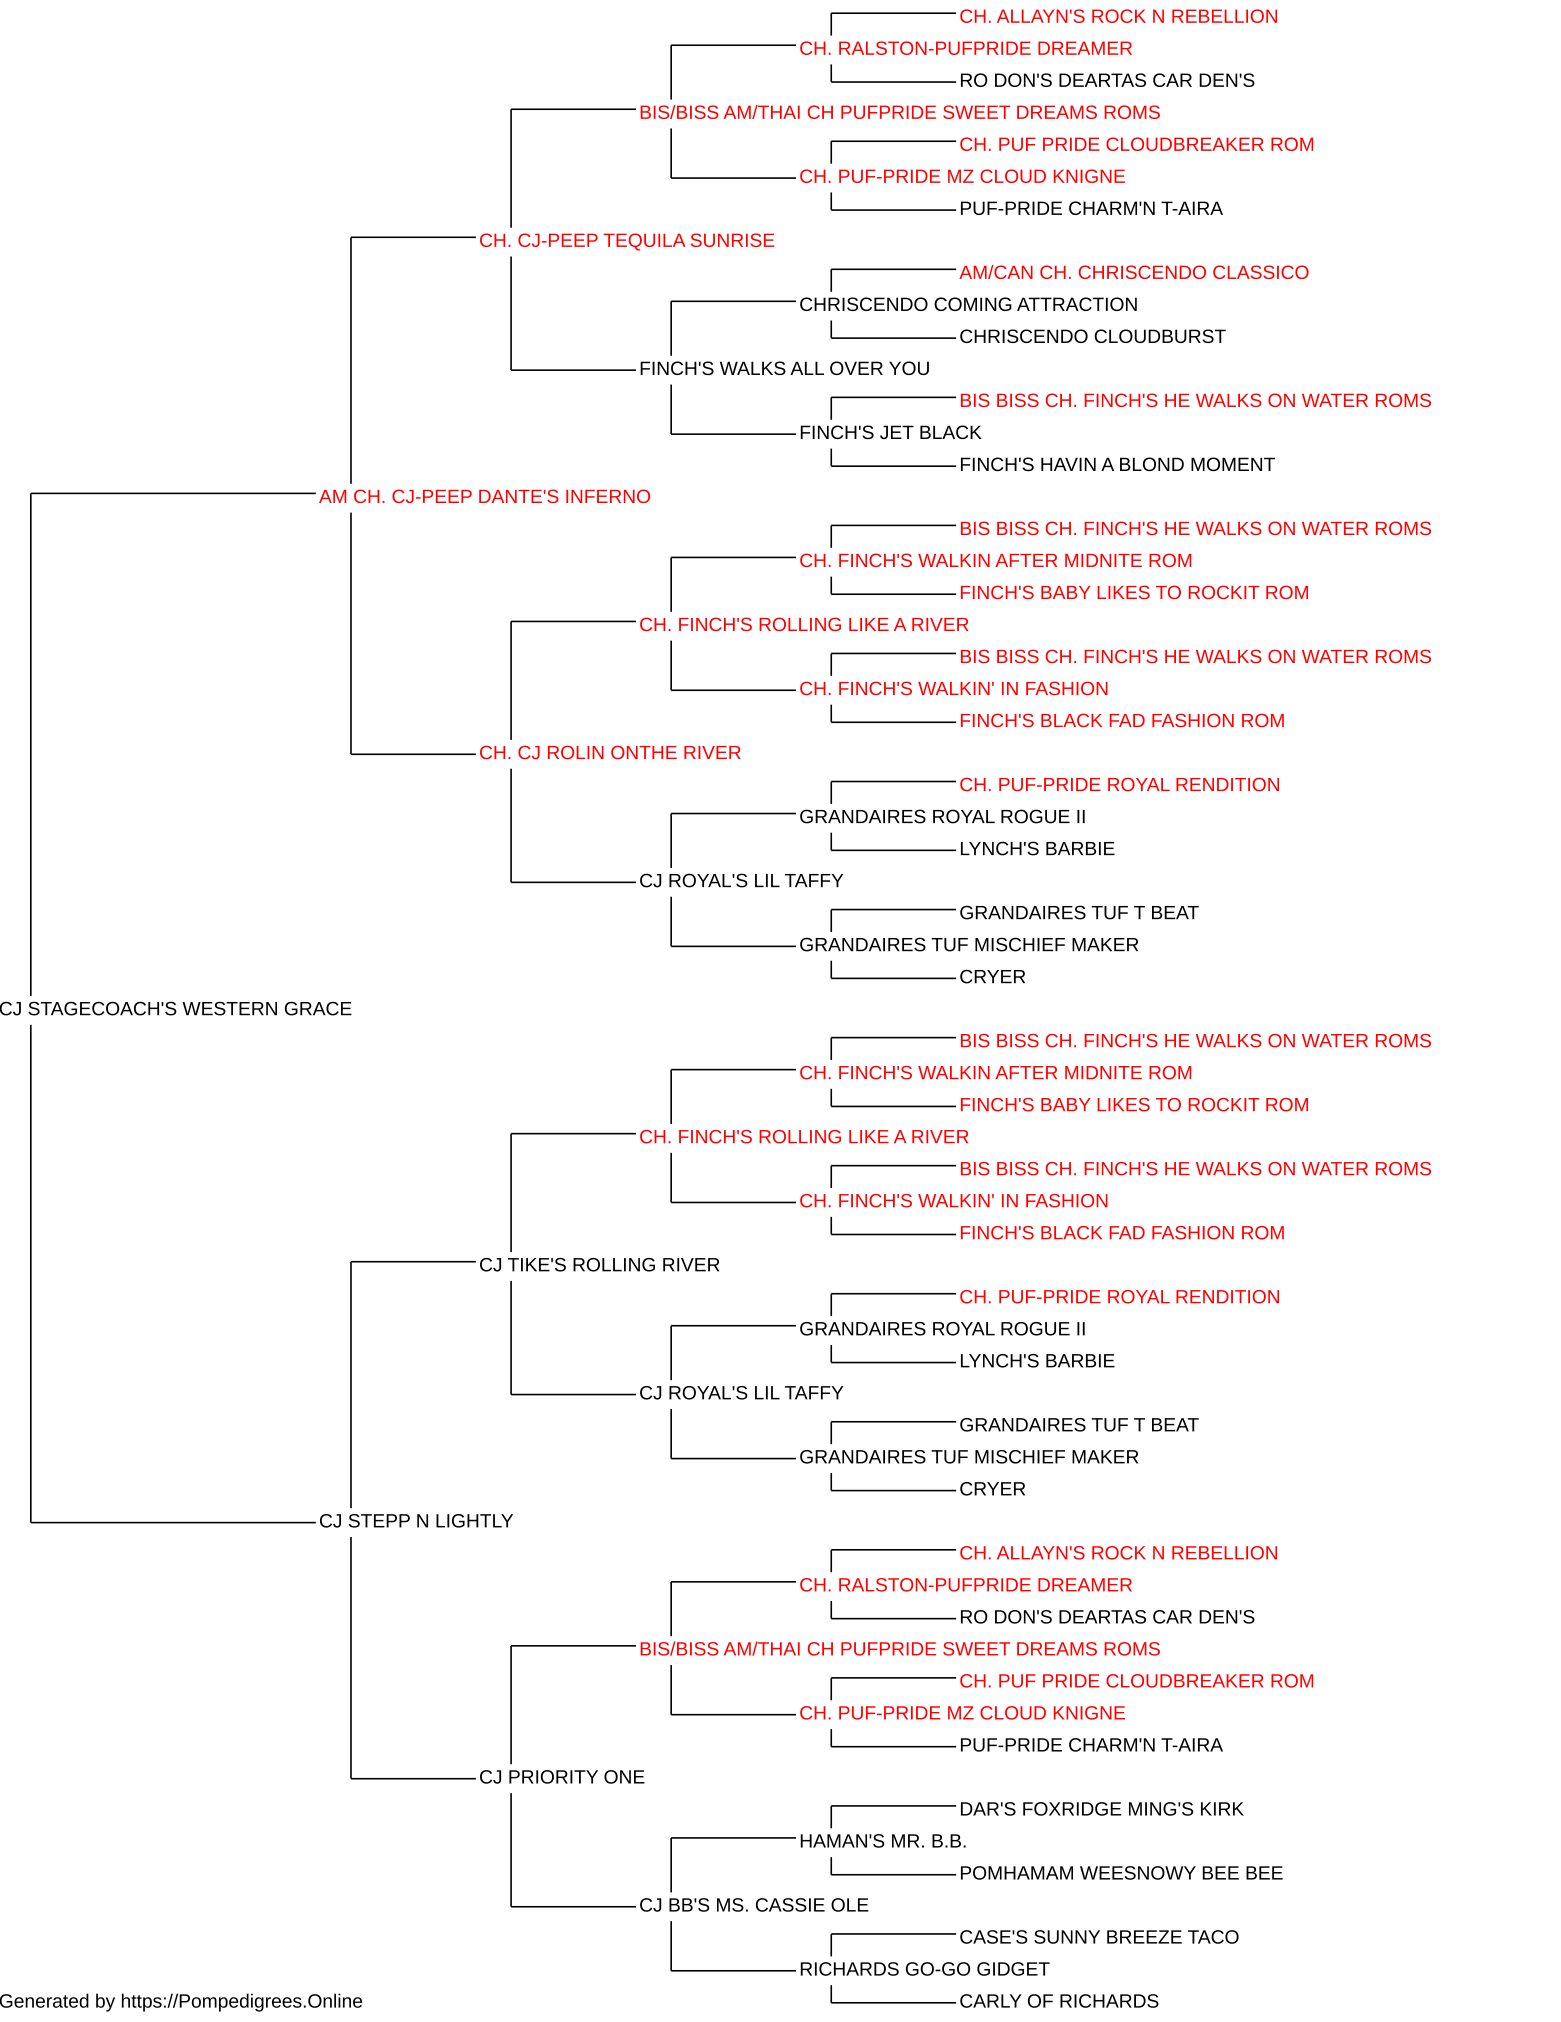 CH. ALLAYN'S ROCK N REBELLION
CH. RALSTON-PUFPRIDE DREAMER
RO DON'S DEARTAS CAR DEN'S
BIS/BISS AM/THAI CH PUFPRIDE SWEET DREAMS ROMS
CH. PUF PRIDE CLOUDBREAKER ROM
CH. PUF-PRIDE MZ CLOUD KNIGNE
PUF-PRIDE CHARM'N T-AIRA
CH. CJ-PEEP TEQUILA SUNRISE
AM/CAN CH. CHRISCENDO CLASSICO
CHRISCENDO COMING ATTRACTION
CHRISCENDO CLOUDBURST
FINCH'S WALKS ALL OVER YOU
BIS BISS CH. FINCH'S HE WALKS ON WATER ROMS
FINCH'S JET BLACK
FINCH'S HAVIN A BLOND MOMENT
AM CH. CJ-PEEP DANTE'S INFERNO
BIS BISS CH. FINCH'S HE WALKS ON WATER ROMS
CH. FINCH'S WALKIN AFTER MIDNITE ROM
FINCH'S BABY LIKES TO ROCKIT ROM
CH. FINCH'S ROLLING LIKE A RIVER
BIS BISS CH. FINCH'S HE WALKS ON WATER ROMS
CH. FINCH'S WALKIN' IN FASHION
FINCH'S BLACK FAD FASHION ROM
CH. CJ ROLIN ONTHE RIVER
CH. PUF-PRIDE ROYAL RENDITION
GRANDAIRES ROYAL ROGUE II
LYNCH'S BARBIE
CJ ROYAL'S LIL TAFFY
GRANDAIRES TUF T BEAT
GRANDAIRES TUF MISCHIEF MAKER
CRYER
CJ STAGECOACH'S WESTERN GRACE
BIS BISS CH. FINCH'S HE WALKS ON WATER ROMS
CH. FINCH'S WALKIN AFTER MIDNITE ROM
FINCH'S BABY LIKES TO ROCKIT ROM
CH. FINCH'S ROLLING LIKE A RIVER
BIS BISS CH. FINCH'S HE WALKS ON WATER ROMS
CH. FINCH'S WALKIN' IN FASHION
FINCH'S BLACK FAD FASHION ROM
CJ TIKE'S ROLLING RIVER
CH. PUF-PRIDE ROYAL RENDITION
GRANDAIRES ROYAL ROGUE II
LYNCH'S BARBIE
CJ ROYAL'S LIL TAFFY
GRANDAIRES TUF T BEAT
GRANDAIRES TUF MISCHIEF MAKER
CRYER
CJ STEPP N LIGHTLY
CH. ALLAYN'S ROCK N REBELLION
CH. RALSTON-PUFPRIDE DREAMER
RO DON'S DEARTAS CAR DEN'S
BIS/BISS AM/THAI CH PUFPRIDE SWEET DREAMS ROMS
CH. PUF PRIDE CLOUDBREAKER ROM
CH. PUF-PRIDE MZ CLOUD KNIGNE
PUF-PRIDE CHARM'N T-AIRA
CJ PRIORITY ONE
DAR'S FOXRIDGE MING'S KIRK
HAMAN'S MR. B.B.
POMHAMAM WEESNOWY BEE BEE
CJ BB'S MS. CASSIE OLE
CASE'S SUNNY BREEZE TACO
RICHARDS GO-GO GIDGET
CARLY OF RICHARDS
Generated by https://Pompedigrees.Online